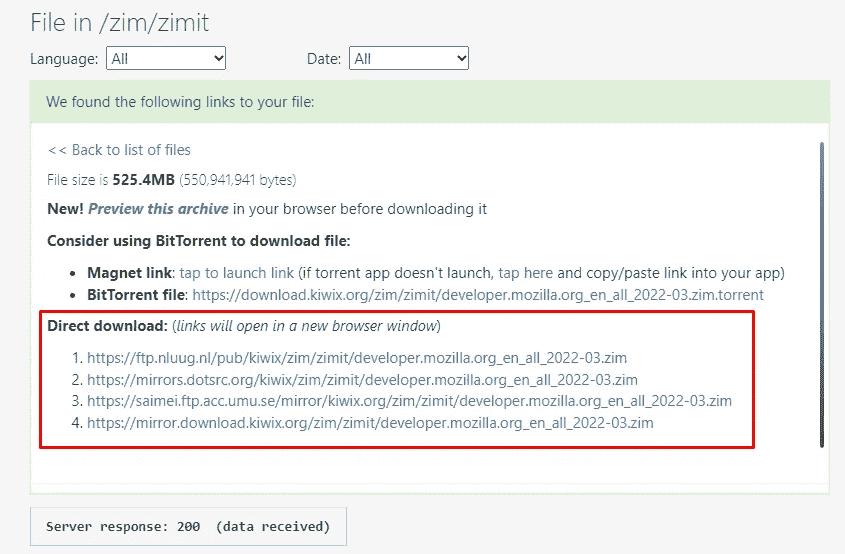 File in /zim/zimit
Language: All Date: All
We found the following links to your file:
<< Back to list of files
File size is 525.4MB (550,941,941 bytes)
New! Preview this archive in your browser before downloading it
Consider using BitTorrent to download file:
• Magnet link: tap to launch link (if torrent app doesn't launch, tap here and copy/paste link into your app)
• BitTorrent file: https://download.kiwix.org/zim/zimit/developer.mozilla.org_en_all_2022-03.zim.torrent
Direct download: (links will open in a new browser window)
1. https://ftp.nluug.nl/pub/kiwix/zim/zimit/developer.mozilla.org_en_all_2022-03.zim
2. https://mirrors.dotsrc.org/kiwix/zim/zimit/developer.mozilla.org_en_all_2022-03.zim
3. https://saimei.ftp.acc.umu.se/mirror/kiwix.org/zim/zimit/developer.mozilla.org_en_all_2022-03.zim
4. https://mirror.download.kiwix.org/zim/zimit/developer.mozilla.org_en_all_2022-03.zim
Server response: 200 (data received)